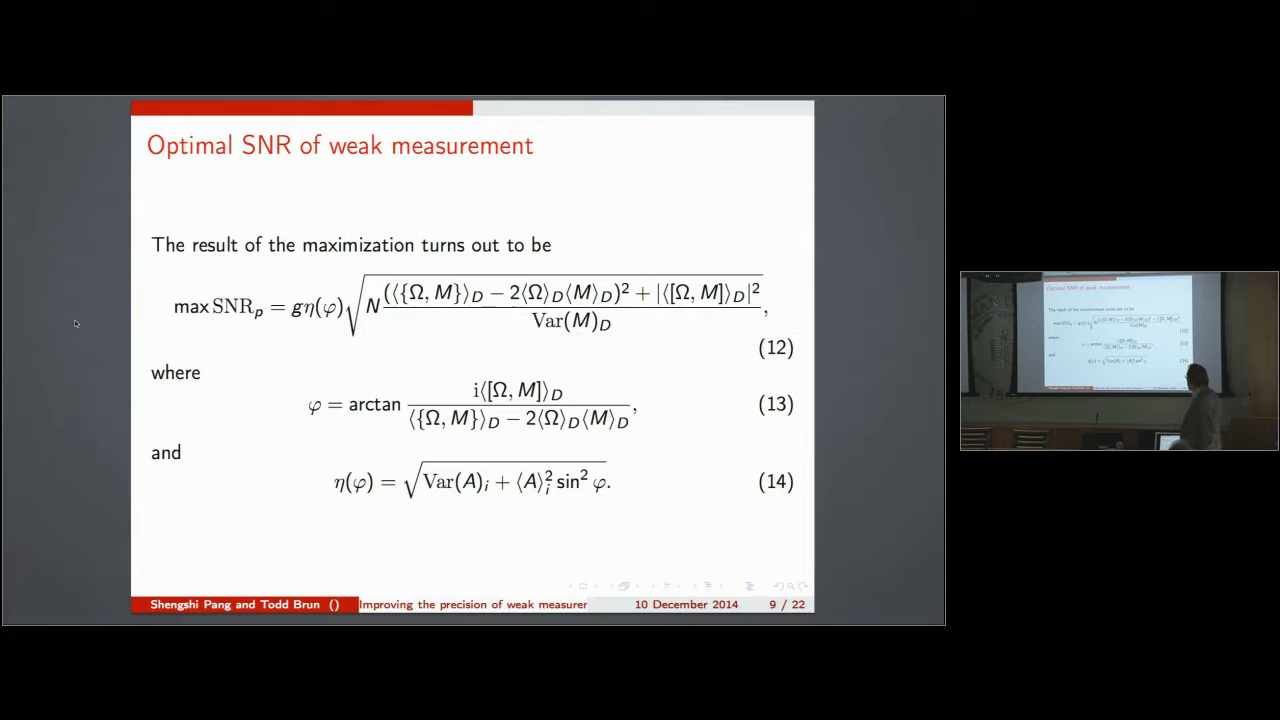 Optimal SNR of weak measurement
The result of the maximization turns out to be
max SNR_p = gη(φ)√(N ((⟨{Ω, M}⟩_D − 2⟨Ω⟩_D⟨M⟩_D)² + |⟨[Ω, M]⟩_D|²) / Var(M)_D),
(12)
where
φ = arctan (i⟨[Ω, M]⟩_D) / (⟨{Ω, M}⟩_D − 2⟨Ω⟩_D⟨M⟩_D), (13)
and
η(φ) = √(Var(A)_i + ⟨A⟩_i² sin² φ). (14)
Shengshi Pang and Todd Brun () Improving the precision of weak measurer 10 December 2014 9 / 22